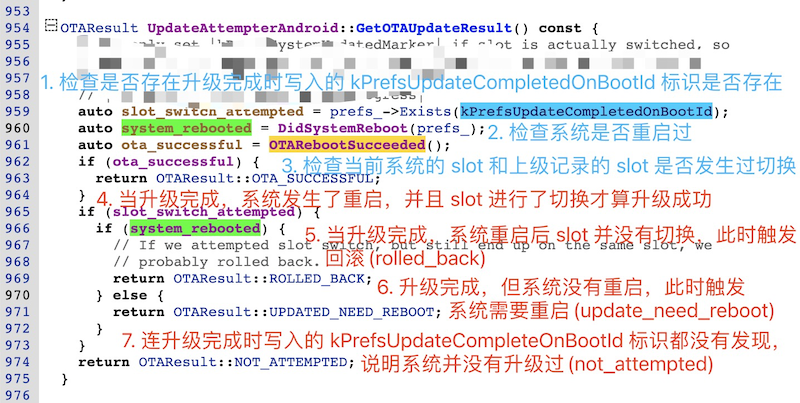 953
954 OTAResult UpdateAttempterAndroid::GetOTAUpdateResult() const {
955 if slot is actually switched, so
956
957
1. 检查是否存在升级完成时写入的 kPrefsUpdateCompletedOnBootId 标识是否存在
958 //
959 auto slot_switch_attempted = prefs_->Exists(kPrefsUpdateCompletedOnBootId);
960 auto system_rebooted = DidSystemReboot(prefs_); 2. 检查系统是否重启过
961 auto ota_successful = OTARebootSucceeded();
962 if (ota_successful) { 3. 检查当前系统的 slot 和上级记录的 slot 是否发生过切换
963 return OTAResult::OTA_SUCCESSFUL;
964 } 4. 当升级完成，系统发生了重启，并且 slot 进行了切换才算升级成功
965 if (slot_switch_attempted) {
966 if (system_rebooted) { 5. 当升级完成，系统重启后 slot 并没有切换，此时触发
967 // If we attempted slot switch, but still end up on the same slot, we
968 // probably rolled back. 回滚(rolled_back)
969 return OTAResult::ROLLED_BACK; 6. 升级完成，但系统没有重启，此时触发
970 } else {
971 return OTAResult::UPDATED_NEED_REBOOT; 系统需要重启(update_need_reboot)
972 }
973 } 7. 连升级完成时写入的 kPrefsUpdateCompleteOnBootId 标识都没有发现，
974 return OTAResult::NOT_ATTEMPTED; 说明系统并没有升级过(not_attempted)
975 }
976